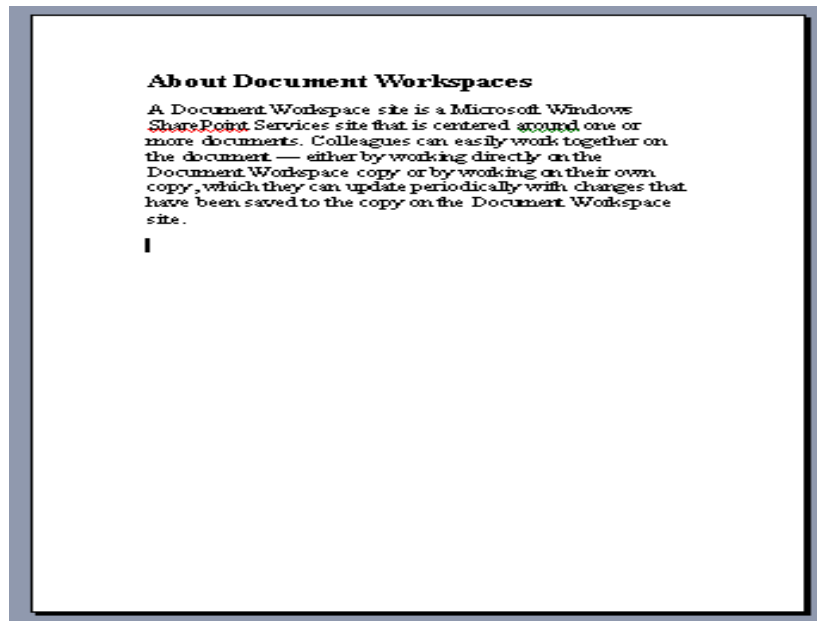 About Document Workspaces
A Document Workspace site is a Microsoft Windows
SharePoint Services site that is centered around one or
more documents. Colleagues can easily work together on
the document — either by working directly on the
Document Workspace copy or by working on their own
copy, which they can update periodically with changes that
have been saved to the copy on the Document Workspace
site.